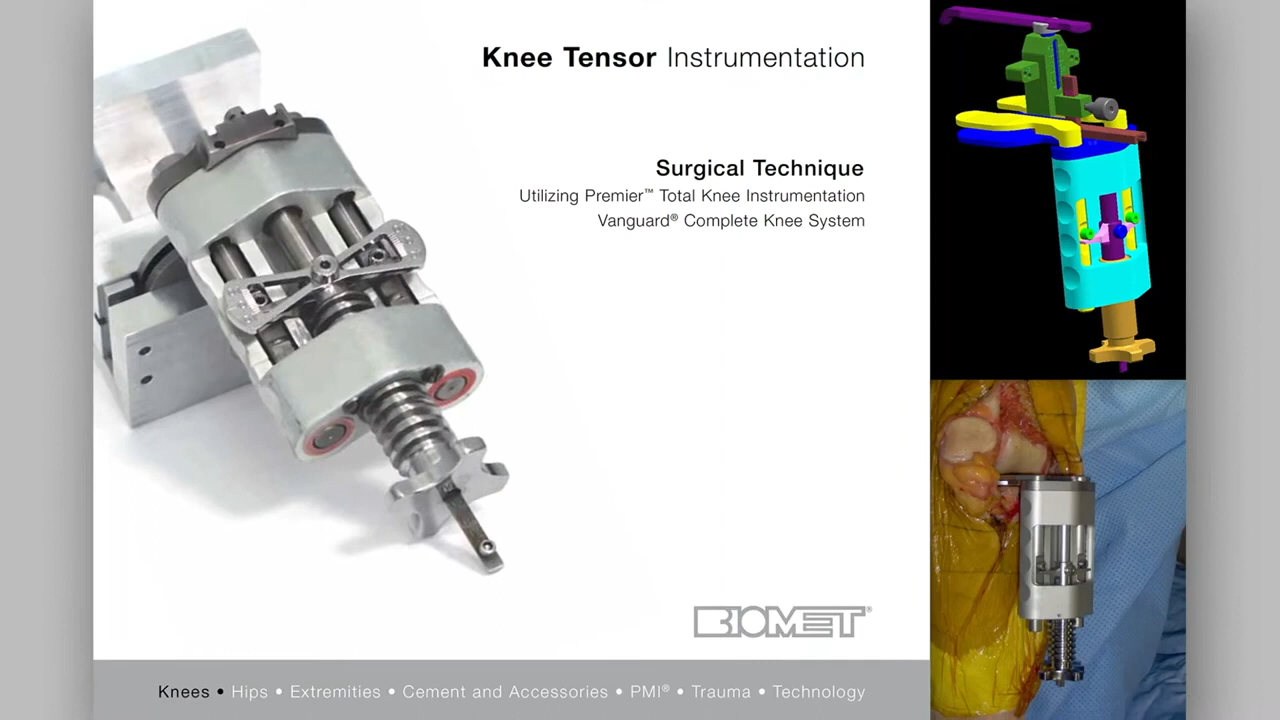 Knee Tensor Instrumentation
Surgical Technique
Utilizing Premier™ Total Knee Instrumentation
Vanguard® Complete Knee System
BIOMET®
Knees • Hips • Extremities • Cement and Accessories • PMI® • Trauma • Technology